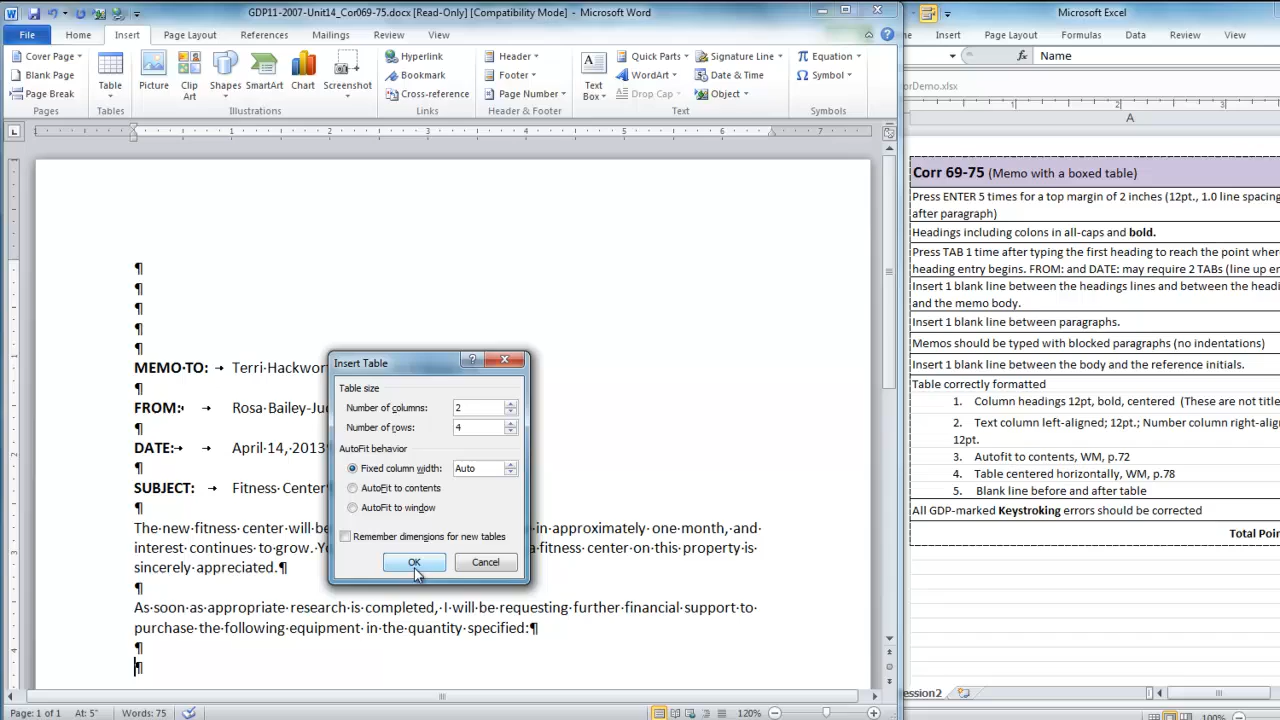 GDP11-2007-Unit14_Cor069-75.docx [Read-Only] [Compatibility Mode] - Microsoft Word
File Home Insert Page Layout References Mailings Review View
Cover Page
Blank Page
Page Break
Pages
Table
Tables
Picture
Clip Art
Shapes
SmartArt
Chart
Screenshot
Illustrations
Hyperlink
Bookmark
Cross-reference
Links
Header
Footer
Page Number
Header & Footer
Text Box
Quick Parts
WordArt
Drop Cap
Signature Line
Date & Time
Object
Text
Equation
Symbol
Symbols
MEMO·TO: Terri·Hackwor
FROM: Rosa·Bailey-Ju
DATE: April·14,·2013
SUBJECT: Fitness·Center
The·new·fitness·center·will·be in·approximately·one·month,·and·
interest·continues·to·grow.·Y a·fitness·center·on·this·property·is·
sincerely·appreciated.¶
As·soon·as·appropriate·research·is·completed,·I·will·be·requesting·further·financial·support·to·
purchase·the·following·equipment·in·the·quantity·specified:¶
Insert Table
Table size
Number of columns: 2
Number of rows: 4
AutoFit behavior
Fixed column width: Auto
AutoFit to contents
AutoFit to window
Remember dimensions for new tables
OK Cancel
Page: 1 of 1 At: 5" Words: 75 120%
Microsoft Excel
Insert Page Layout Formulas Data Review View
fx Name
orDemo.xlsx
A
Corr 69-75 (Memo with a boxed table)
Press ENTER 5 times for a top margin of 2 inches (12pt., 1.0 line spacing
after paragraph)
Headings including colons in all-caps and bold.
Press TAB 1 time after typing the first heading to reach the point where
heading entry begins. FROM: and DATE: may require 2 TABs (line up e
Insert 1 blank line between the headings lines and between the headi
and the memo body.
Insert 1 blank line between paragraphs.
Memos should be typed with blocked paragraphs (no indentations)
Insert 1 blank line between the body and the reference initials.
Table correctly formatted
1. Column headings 12pt, bold, centered (These are not title
2. Text column left-aligned; 12pt.; Number column right-alig
12pt.
3. Autofit to contents, WM, p.72
4. Table centered horizontally, WM, p.78
5. Blank line before and after table
All GDP-marked Keystroking errors should be corrected
Total Poin
ession2
100%